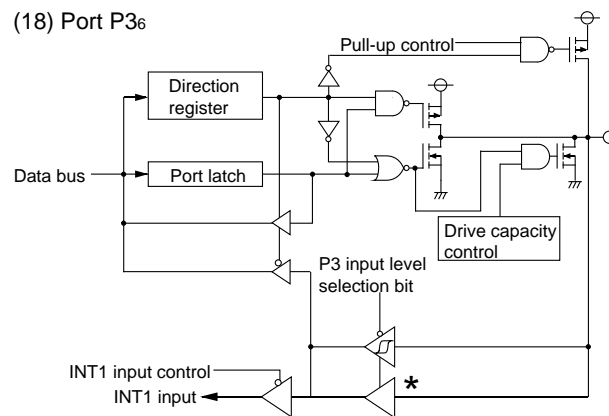 (18) Port P3₆
Pull-up control
Direction
register
Data bus
Port latch
Drive capacity
control
P3 input level
selection bit
*
INT1 input control
INT1 input